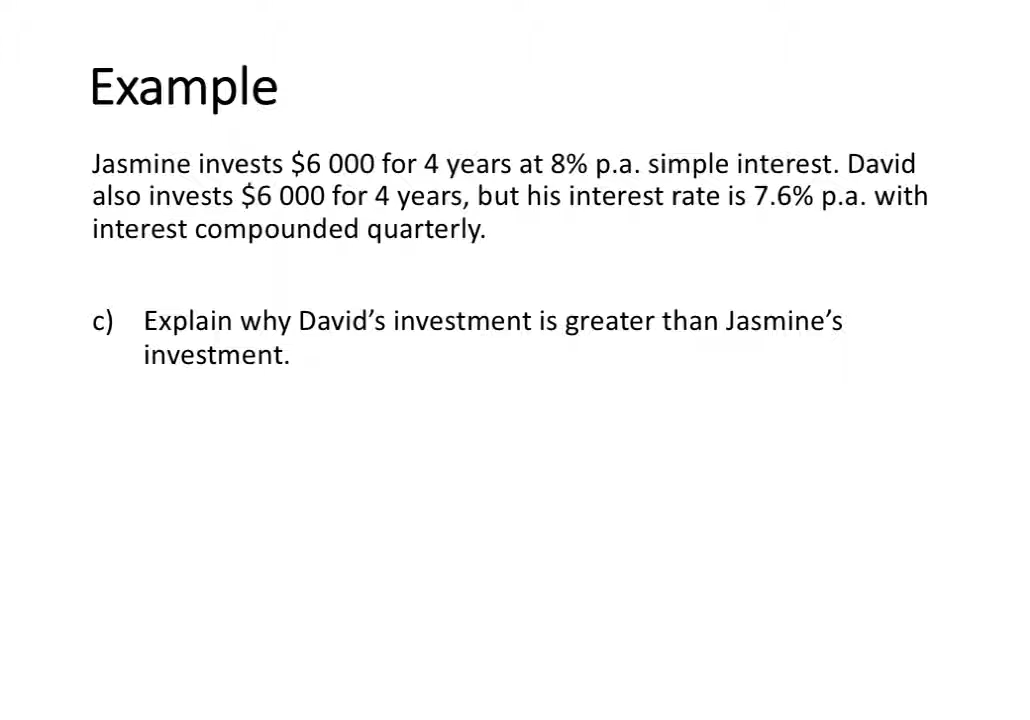 Example
Jasmine invests $6 000 for 4 years at 8% p.a. simple interest. David
also invests $6 000 for 4 years, but his interest rate is 7.6% p.a. with
interest compounded quarterly.
c) Explain why David’s investment is greater than Jasmine’s
investment.